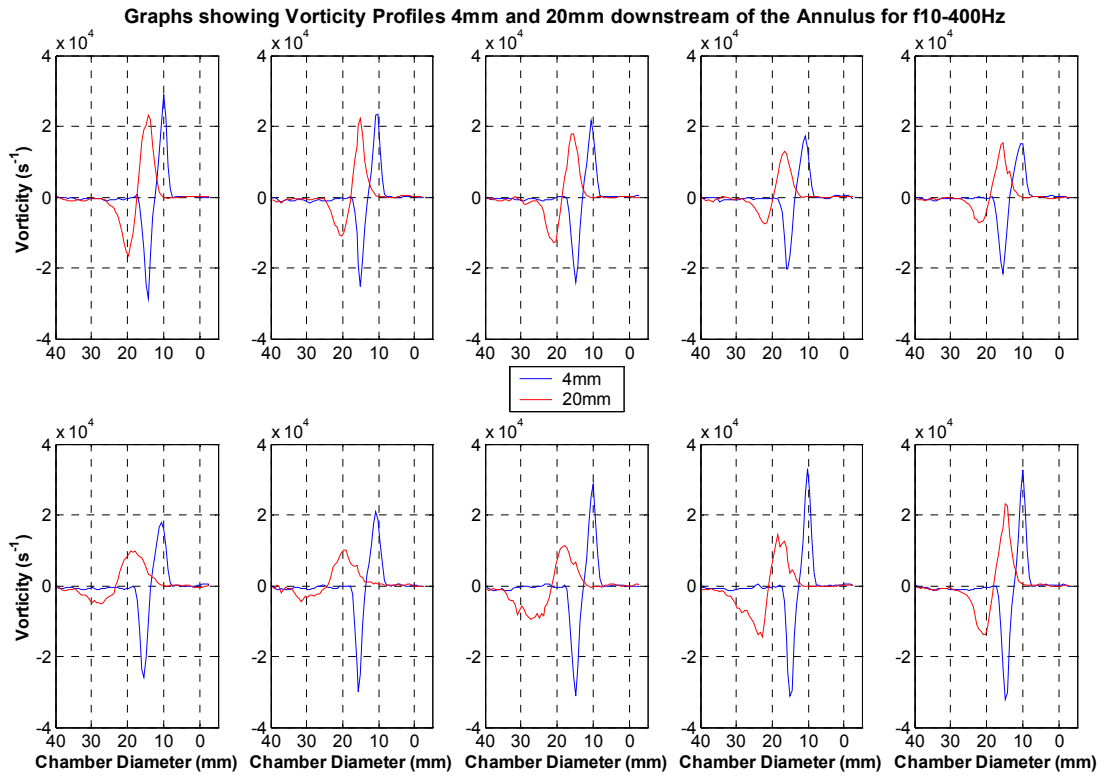 Graphs showing Vorticity Profiles 4mm and 20mm downstream of the Annulus for f10-400Hz
x 10^4 x 10^4 x 10^4 x 10^4 x 10^4
4 4 4 4 4
2 2 2 2 2
0 0 0 0 0
-2 -2 -2 -2 -2
-4 -4 -4 -4 -4
Vorticity (s^-1)
40 30 20 10 0 40 30 20 10 0 40 30 20 10 0 40 30 20 10 0 40 30 20 10 0
4mm
20mm
x 10^4 x 10^4 x 10^4 x 10^4 x 10^4
4 4 4 4 4
2 2 2 2 2
0 0 0 0 0
-2 -2 -2 -2 -2
-4 -4 -4 -4 -4
Vorticity (s^-1)
40 30 20 10 0 40 30 20 10 0 40 30 20 10 0 40 30 20 10 0 40 30 20 10 0
Chamber Diameter (mm) Chamber Diameter (mm) Chamber Diameter (mm) Chamber Diameter (mm) Chamber Diameter (mm)